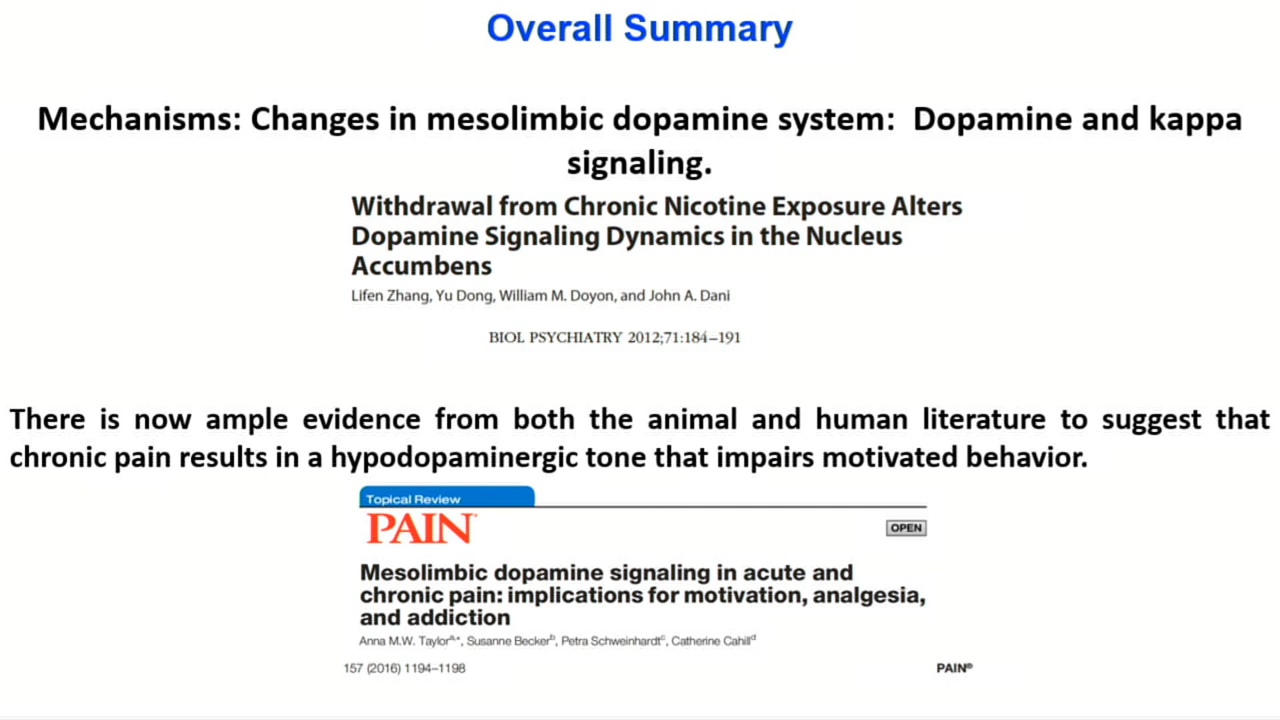 Overall Summary
Mechanisms: Changes in mesolimbic dopamine system: Dopamine and kappa
signaling.
Withdrawal from Chronic Nicotine Exposure Alters
Dopamine Signaling Dynamics in the Nucleus
Accumbens
Lifen Zhang, Yu Dong, William M. Doyon, and John A. Dani
BIOL PSYCHIATRY 2012;71:184–191
There is now ample evidence from both the animal and human literature to suggest that
chronic pain results in a hypodopaminergic tone that impairs motivated behavior.
Topical Review
PAIN
OPEN
Mesolimbic dopamine signaling in acute and
chronic pain: implications for motivation, analgesia,
and addiction
Anna M.W. Taylorᵃ,*, Susanne Beckerᵇ, Petra Schweinhardtᶜ, Catherine Cahillᵈ
157 (2016) 1194–1198
PAIN®